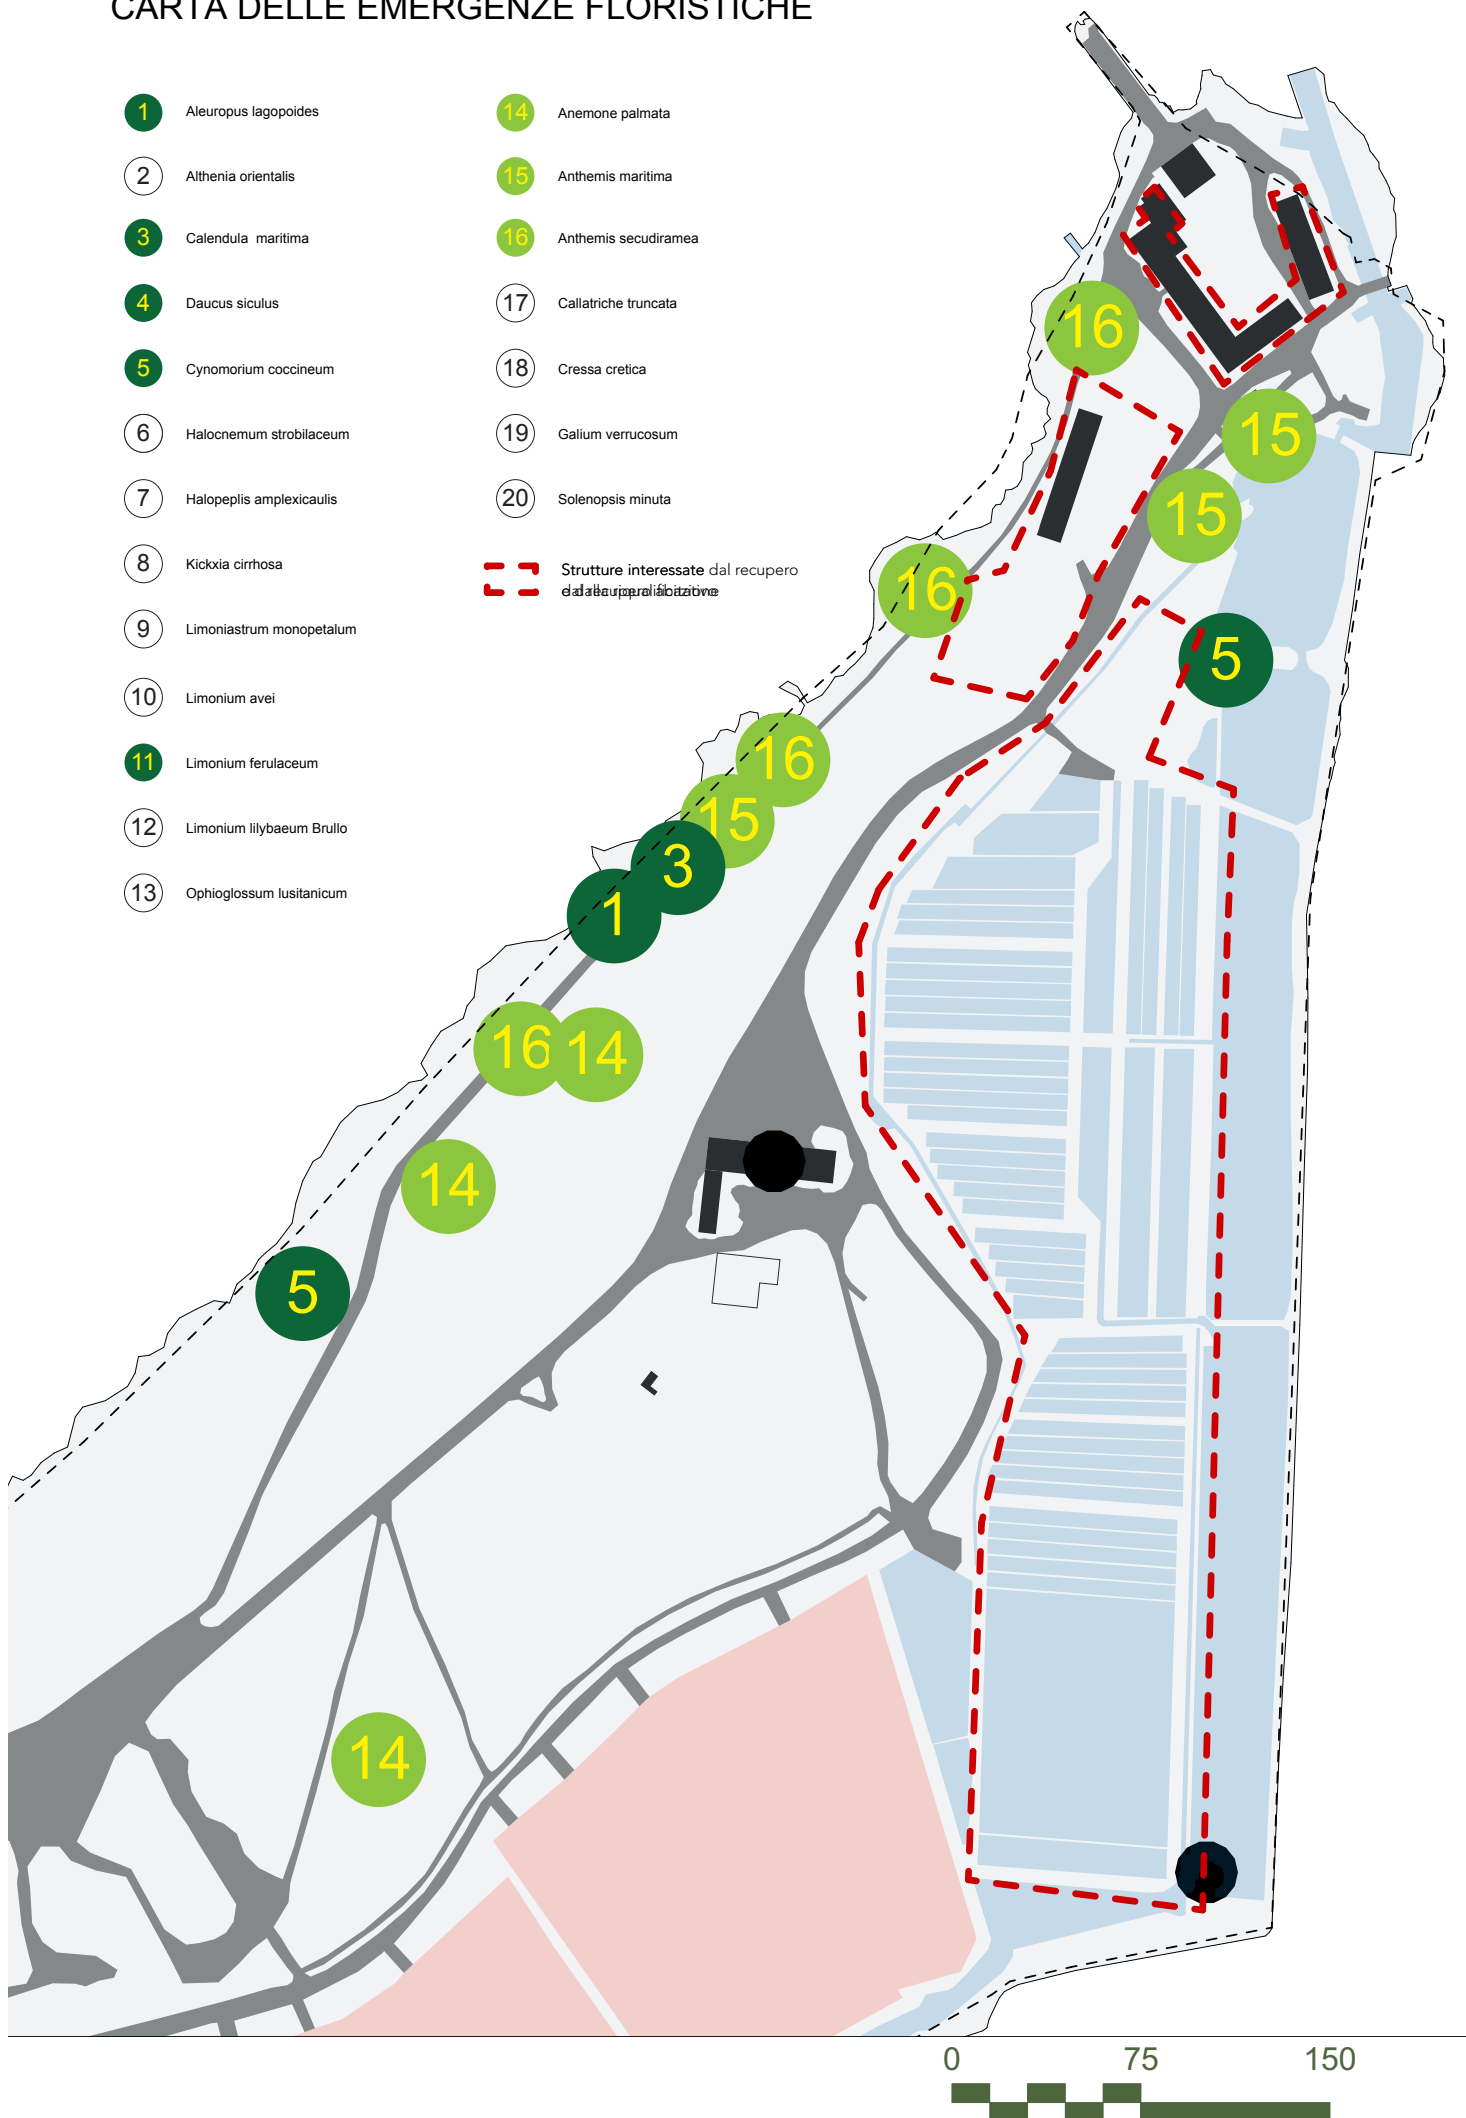 CARTA DELLE EMERGENZE FLORISTICHE
1 Aleuropus lagopoides
2 Althenia orientalis
3 Calendula maritima
4 Daucus siculus
5 Cynomorium coccineum
6 Halocnemum strobilaceum
7 Halopeplis amplexicaulis
8 Kickxia cirrhosa
9 Limoniastrum monopetalum
10 Limonium avei
11 Limonium ferulaceum
12 Limonium lilybaeum Brullo
13 Ophioglossum lusitanicum
14 Anemone palmata
15 Anthemis maritima
16 Anthemis secudiramea
17 Callatriche truncata
18 Cressa cretica
19 Galium verrucosum
20 Solenopsis minuta
Strutture interessate dal recupero
16
15
15
16
5
16
15
3
1
16
14
14
5
14
0 75 150